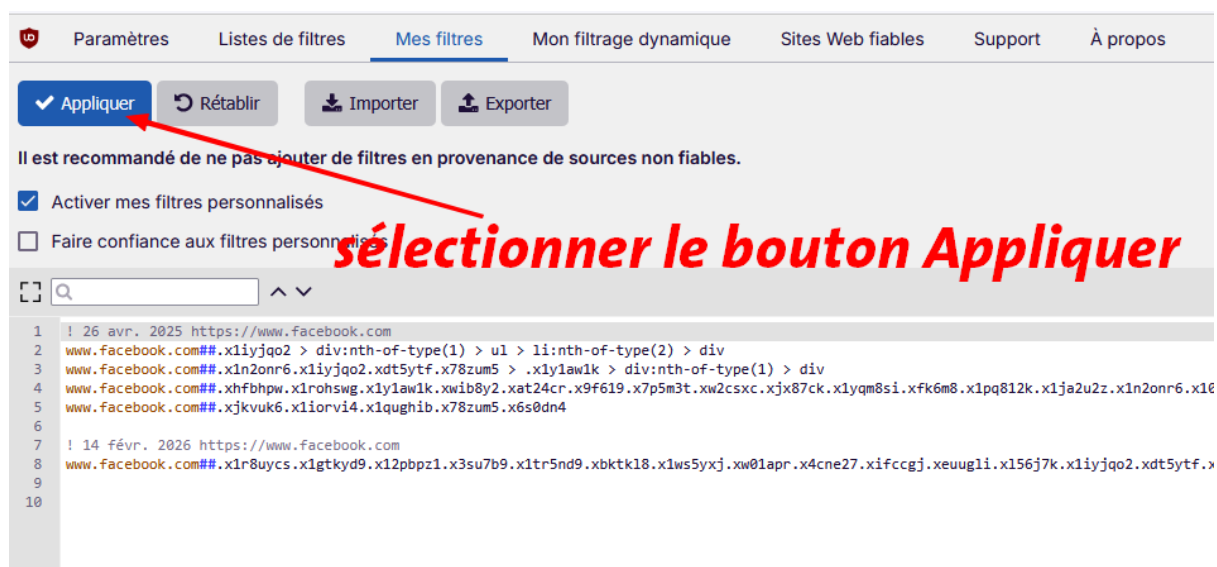 Paramètres Listes de filtres Mes filtres Mon filtrage dynamique Sites Web fiables Support À propos
Appliquer Rétablir Importer Exporter
Il est recommandé de ne pas ajouter de filtres en provenance de sources non fiables.
Activer mes filtres personnalisés
Faire confiance aux filtres personnalisés
sélectionner le bouton Appliquer
1 ! 26 avr. 2025 https://www.facebook.com
2 www.facebook.com##.x1iyjqo2 > div:nth-of-type(1) > ul > li:nth-of-type(2) > div
3 www.facebook.com##.x1n2onr6.x1iyjqo2.xdt5ytf.x78zum5 > .x1y1aw1k > div:nth-of-type(1) > div
4 www.facebook.com##.xhfbhpw.x1rohswg.x1y1aw1k.xwib8y2.xat24cr.x9f619.x7p5m3t.xw2csxc.xjx87ck.x1yqm8si.xfk6m8.x1pq812k.x1ja2u2z.x1n2onr6.x10
5 www.facebook.com##.xjkvuk6.x1iorvi4.x1qughib.x78zum5.x6s0dn4
6
7 ! 14 févr. 2026 https://www.facebook.com
8 www.facebook.com##.x1r8uycs.x1gtkyd9.x12pbpz1.x3su7b9.x1tr5nd9.xbktkl8.x1ws5yxj.xw01apr.x4cne27.xifccgj.xeuugli.xl56j7k.x1iyjqo2.xdt5ytf.x
9
10